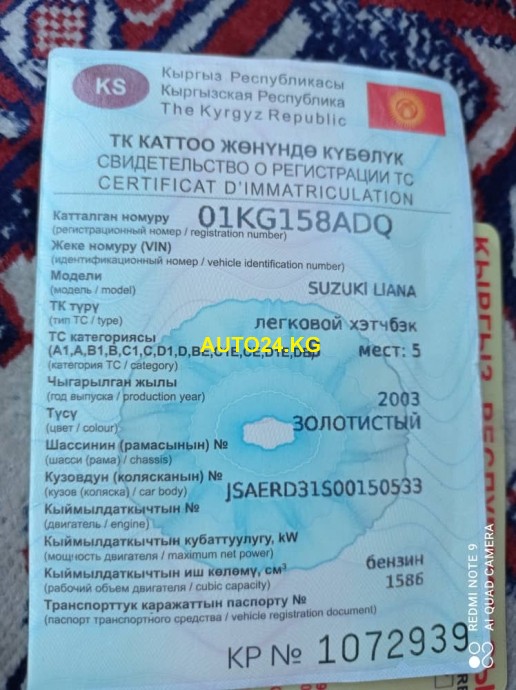 KS
Кыргыз Республикасы
Кыргызская Республика
The Kyrgyz Republic
ТК КАТТОО ЖӨНҮНДӨ КҮБӨЛҮК
СВИДЕТЕЛЬСТВО О РЕГИСТРАЦИИ ТС
CERTIFICAT D'IMMATRICULATION
Катталган номуру 01KG158ADQ
(регистрационный номер / registration number)
Жеке номуру (VIN)
(идентификационный номер / vehicle identification number)
Модели
(модель / model) SUZUKI LIANA
ТК түрү
(тип ТС / type) легковой хэтчбэк
ТС категориясы
(A1,A,B1,B,C1,C,D1,D,BE,C1E,CE,D1E,DE) мест: 5
AUTO24.KG
(категория ТС / category)
Чыгарылган жылы
(год выпуска / production year) 2003
Түсү
(цвет / colour) ЗОЛОТИСТЫЙ
Шассинин (рамасынын) №
(шасси (рама) / chassis)
Кузовдун (колясканын) №
(кузов (коляска) / car body) JSAERD31S00150533
Кыймылдаткычтын №
(двигатель / engine)
Кыймылдаткычтын кубаттуулугу, kW
(мощность двигателя / maximum net power)
Кыймылдаткычтын иш көлөмү, см³ бензин
(рабочий объем двигателя / cubic capacity) 1586
Транспорттук каражаттын паспорту №
(паспорт транспортного средства / vehicle registration document)
КР № 1072939
КЫРГЫЗ
REDMI NOTE 9
AI QUAD CAMERA